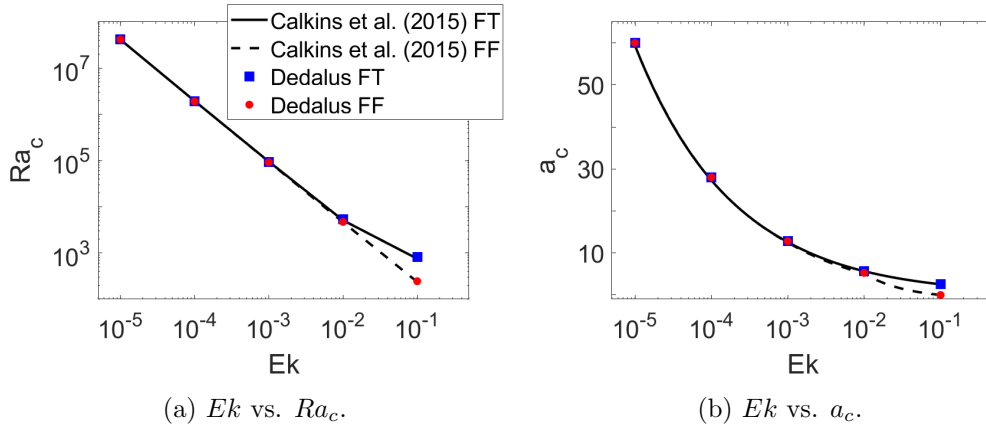 Calkins et al. (2015) FT
Calkins et al. (2015) FF
Dedalus FT
Dedalus FF
10^7
10^5
10^3
Ra_c
10^-5 10^-4 10^-3 10^-2 10^-1
Ek
(a) Ek vs. Ra_c.
50
30
10
a_c
10^-5 10^-4 10^-3 10^-2 10^-1
Ek
(b) Ek vs. a_c.